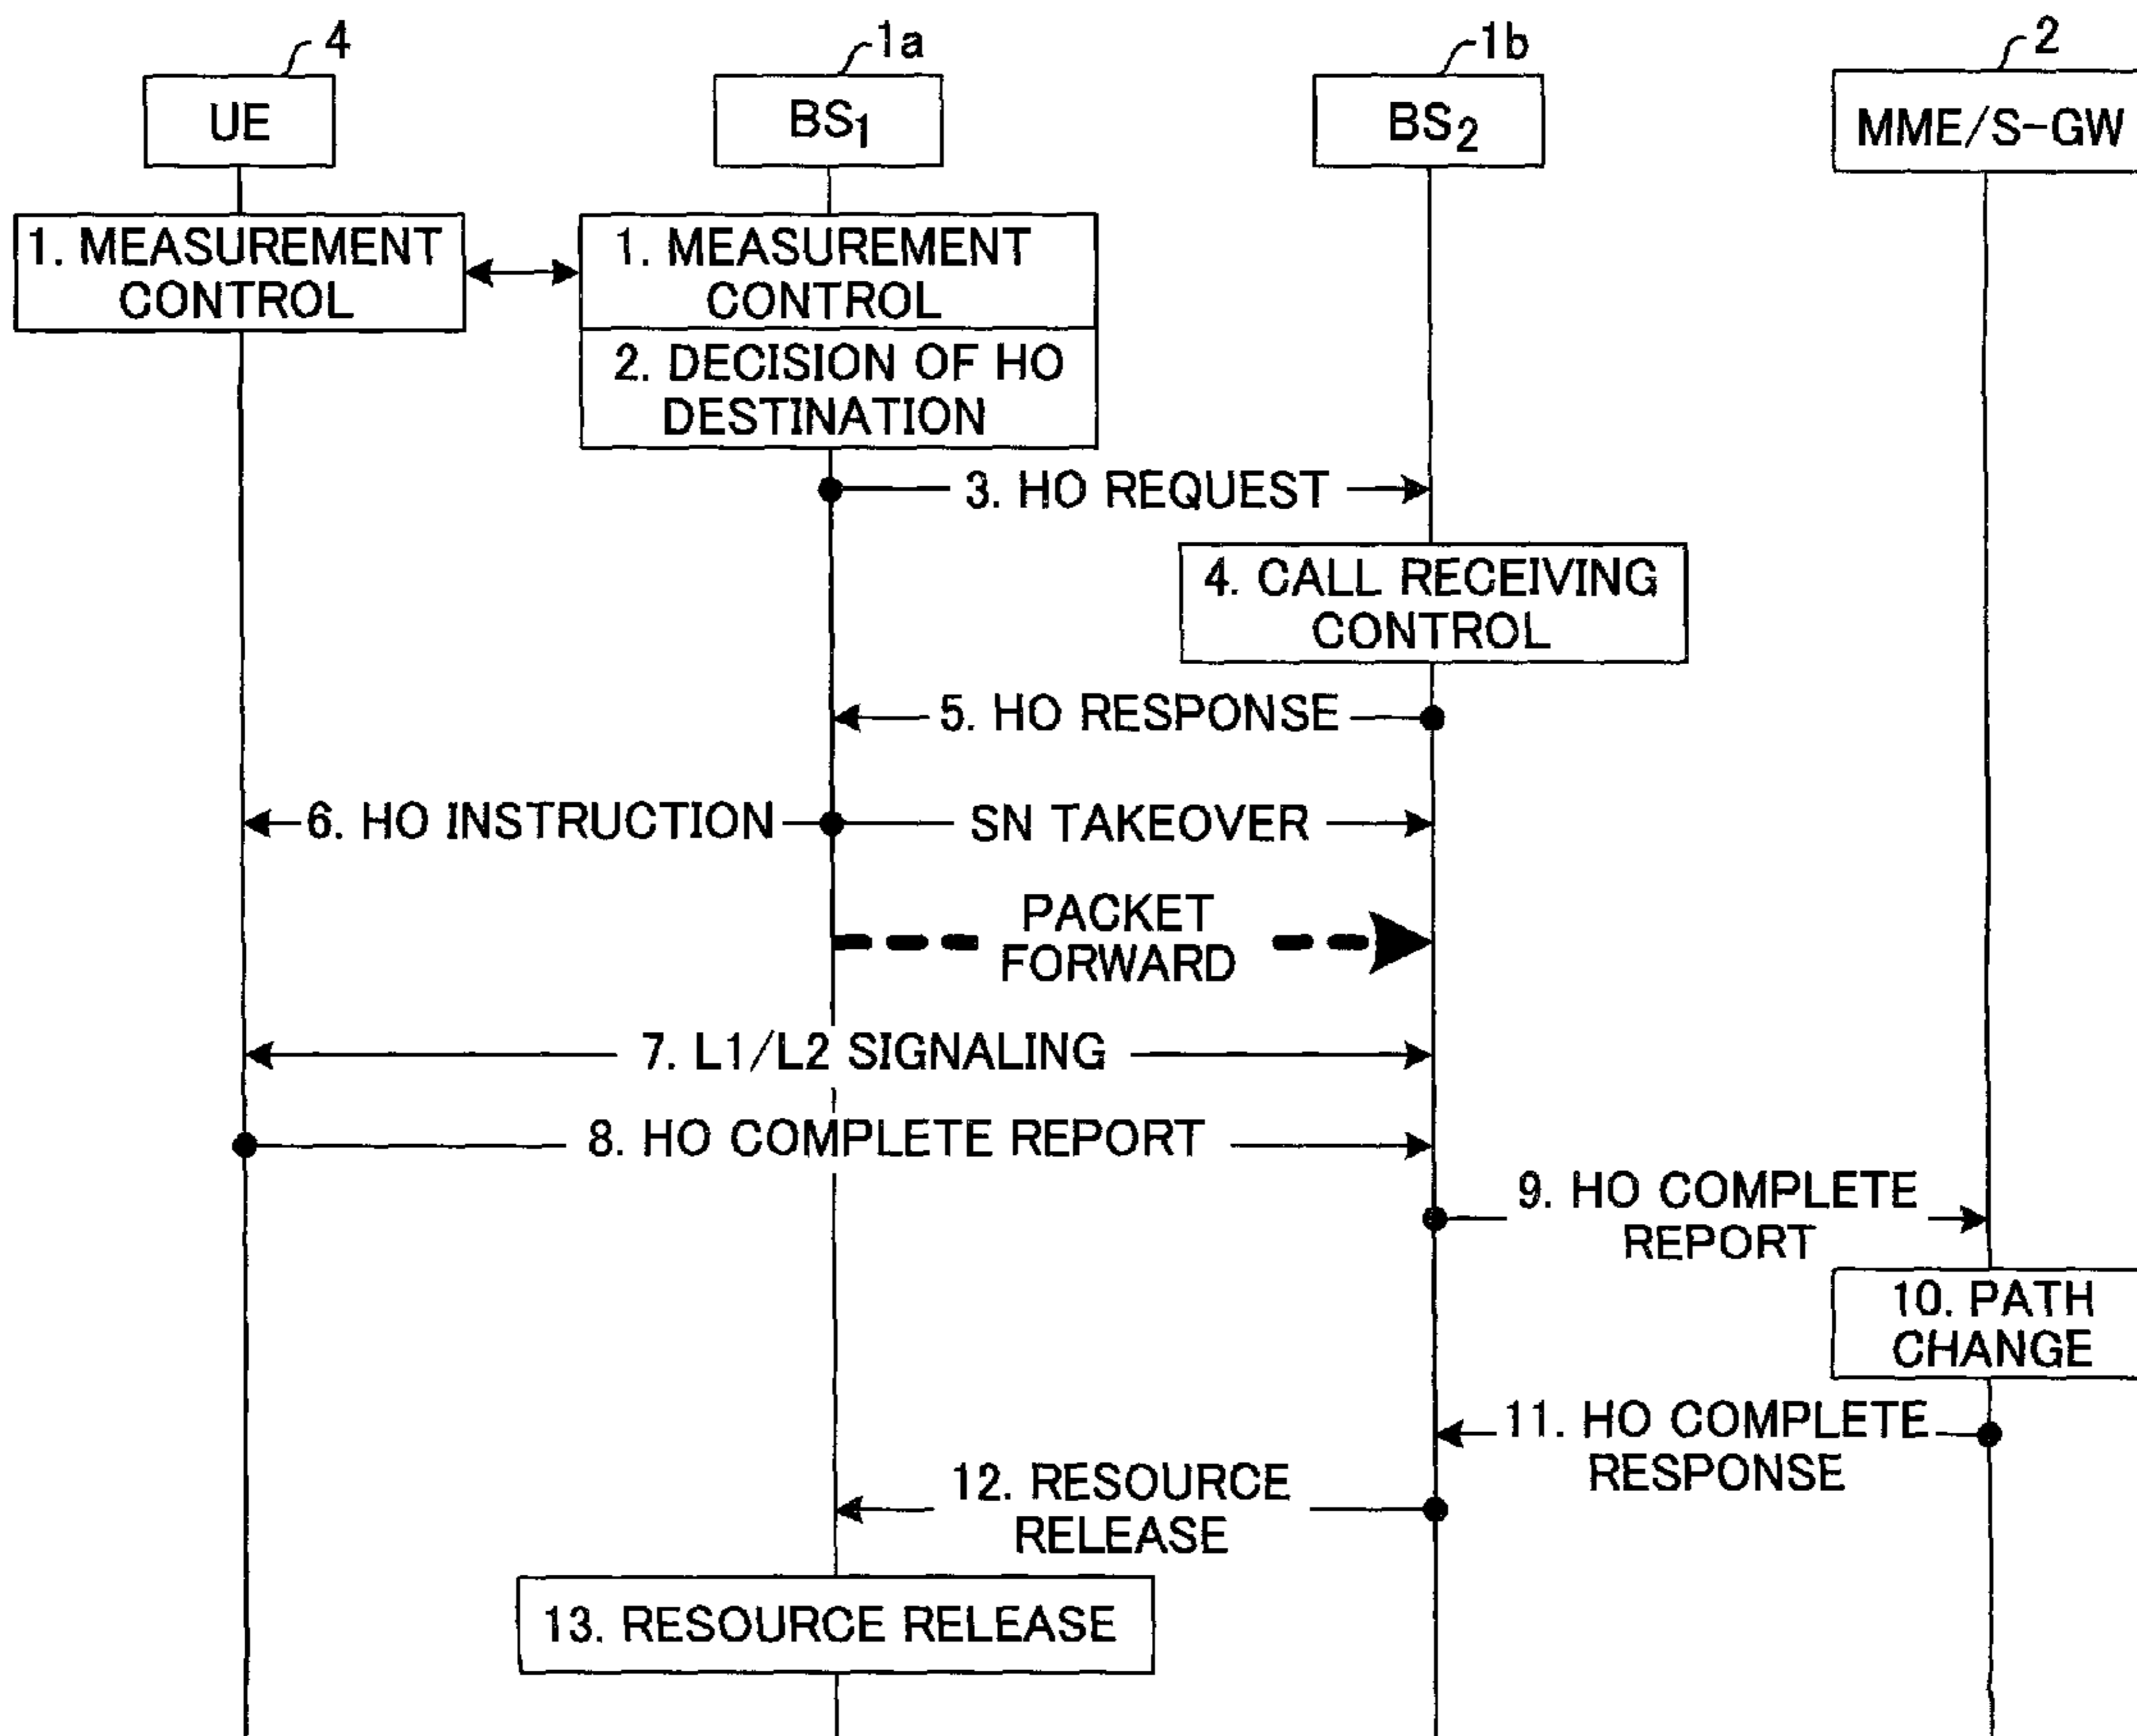 4
1a
1b
2
UE
BS1
BS2
MME/S-GW
1. MEASUREMENT
CONTROL
1. MEASUREMENT
CONTROL
2. DECISION OF HO
DESTINATION
3. HO REQUEST
4. CALL RECEIVING
CONTROL
5. HO RESPONSE
6. HO INSTRUCTION
SN TAKEOVER
PACKET
FORWARD
7. L1/L2 SIGNALING
8. HO COMPLETE REPORT
9. HO COMPLETE
REPORT
10. PATH
CHANGE
11. HO COMPLETE
RESPONSE
12. RESOURCE
RELEASE
13. RESOURCE RELEASE